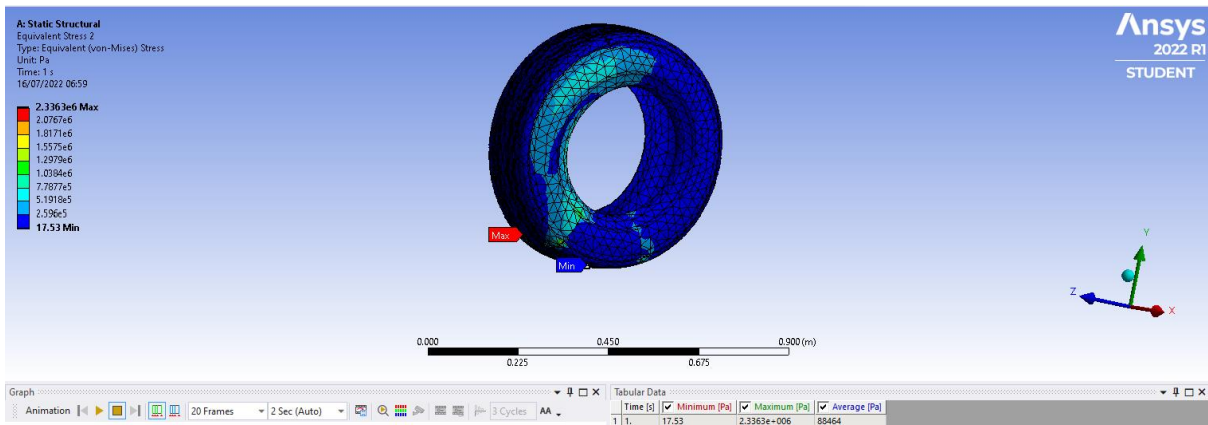 A: Static Structural
Equivalent Stress 2
Type: Equivalent (von-Mises) Stress
Unit: Pa
Time: 1 s
16/07/2022 06:59
2.3363e6 Max
2.0767e6
1.8171e6
1.5575e6
1.2979e6
1.0384e6
7.7877e5
5.1918e5
2.596e5
17.53 Min
Ansys
2022 R1
STUDENT
Max
Min
Y
Z
X
0.000
0.450
0.900 (m)
0.225
0.675
Graph
Animation
20 Frames
2 Sec (Auto)
3 Cycles
AA
Tabular Data
Time [s] Minimum [Pa] Maximum [Pa] Average [Pa]
1 1. 17.53 2.3363e+006 88464